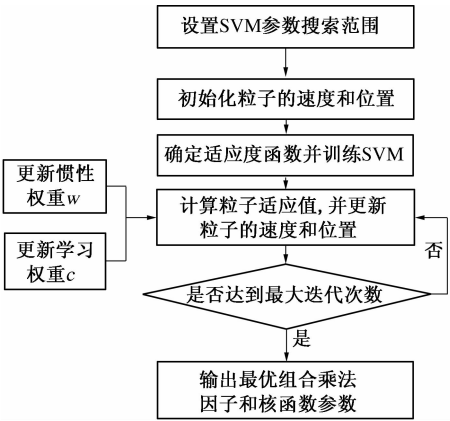 设置SVM参数搜索范围
初始化粒子的速度和位置
确定适应度函数并训练SVM
更新惯性
权重w
更新学习
权重c
计算粒子适应值,并更新
粒子的速度和位置
否
是否达到最大迭代次数
是
输出最优组合乘法
因子和核函数参数